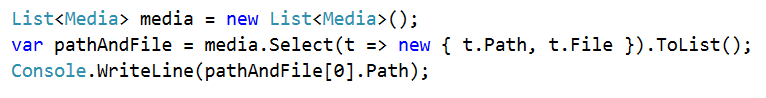 List<Media> media = new List<Media>();
var pathAndFile = media.Select(t => new { t.Path, t.File }).ToList();
Console.WriteLine(pathAndFile[0].Path);